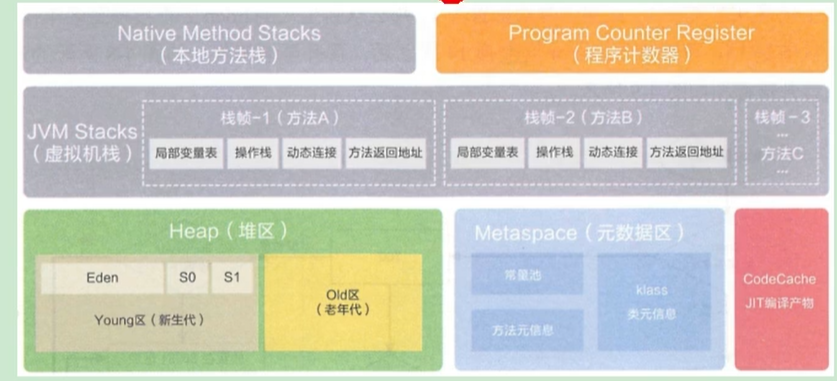 Native Method Stacks
（本地方法栈）
Program Counter Register
（程序计数器）
JVM Stacks
（虚拟机栈）
栈帧-1（方法A）
局部变量表 操作栈 动态连接 方法返回地址
栈帧-2（方法B）
局部变量表 操作栈 动态连接 方法返回地址
栈帧-3
...
方法C
...
Heap（堆区）
Eden S0 S1
Young区（新生代）
Old区
（老年代）
Metaspace（元数据区）
常量池
方法元信息
klass
类元信息
CodeCache
JIT编译产物